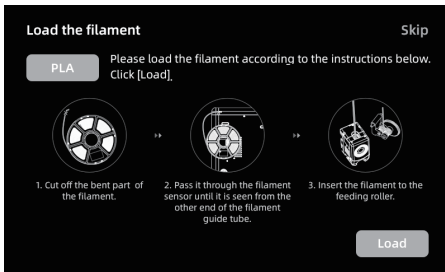 Load the filament
Skip
PLA
Please load the filament according to the instructions below.
Click [Load].
1. Cut off the bent part of
the filament.
2. Pass it through the filament
sensor until it is seen from the
other end of the filament
guide tube.
3. Insert the filament to the
feeding roller.
Load